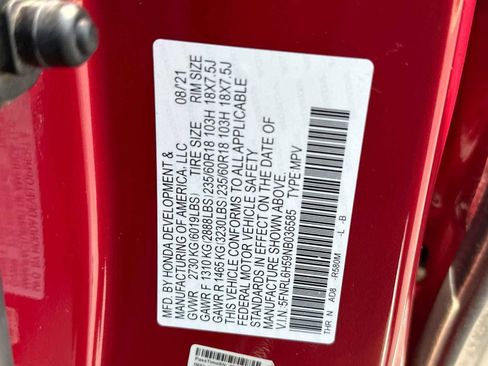 MFD. BY HONDA DEVELOPMENT &
MANUFACTURING OF AMERICA, LLC 08/21
GVWR 2730 KG(6019LBS) TIRE SIZE RIM SIZE
GAWR F 1310 KG(2888LBS) 235/60R18 103H 18X7.5J
GAWR R 1465 KG(3230LBS) 235/60R18 103H 18X7.5J
THIS VEHICLE CONFORMS TO ALL APPLICABLE
FEDERAL MOTOR VEHICLE SAFETY
STANDARDS IN EFFECT ON THE DATE OF
MANUFACTURE SHOWN ABOVE.
V.I.N. 5FNRL6H59NB036585 TYPE:MPV
THR N AD8 R580M -L -B